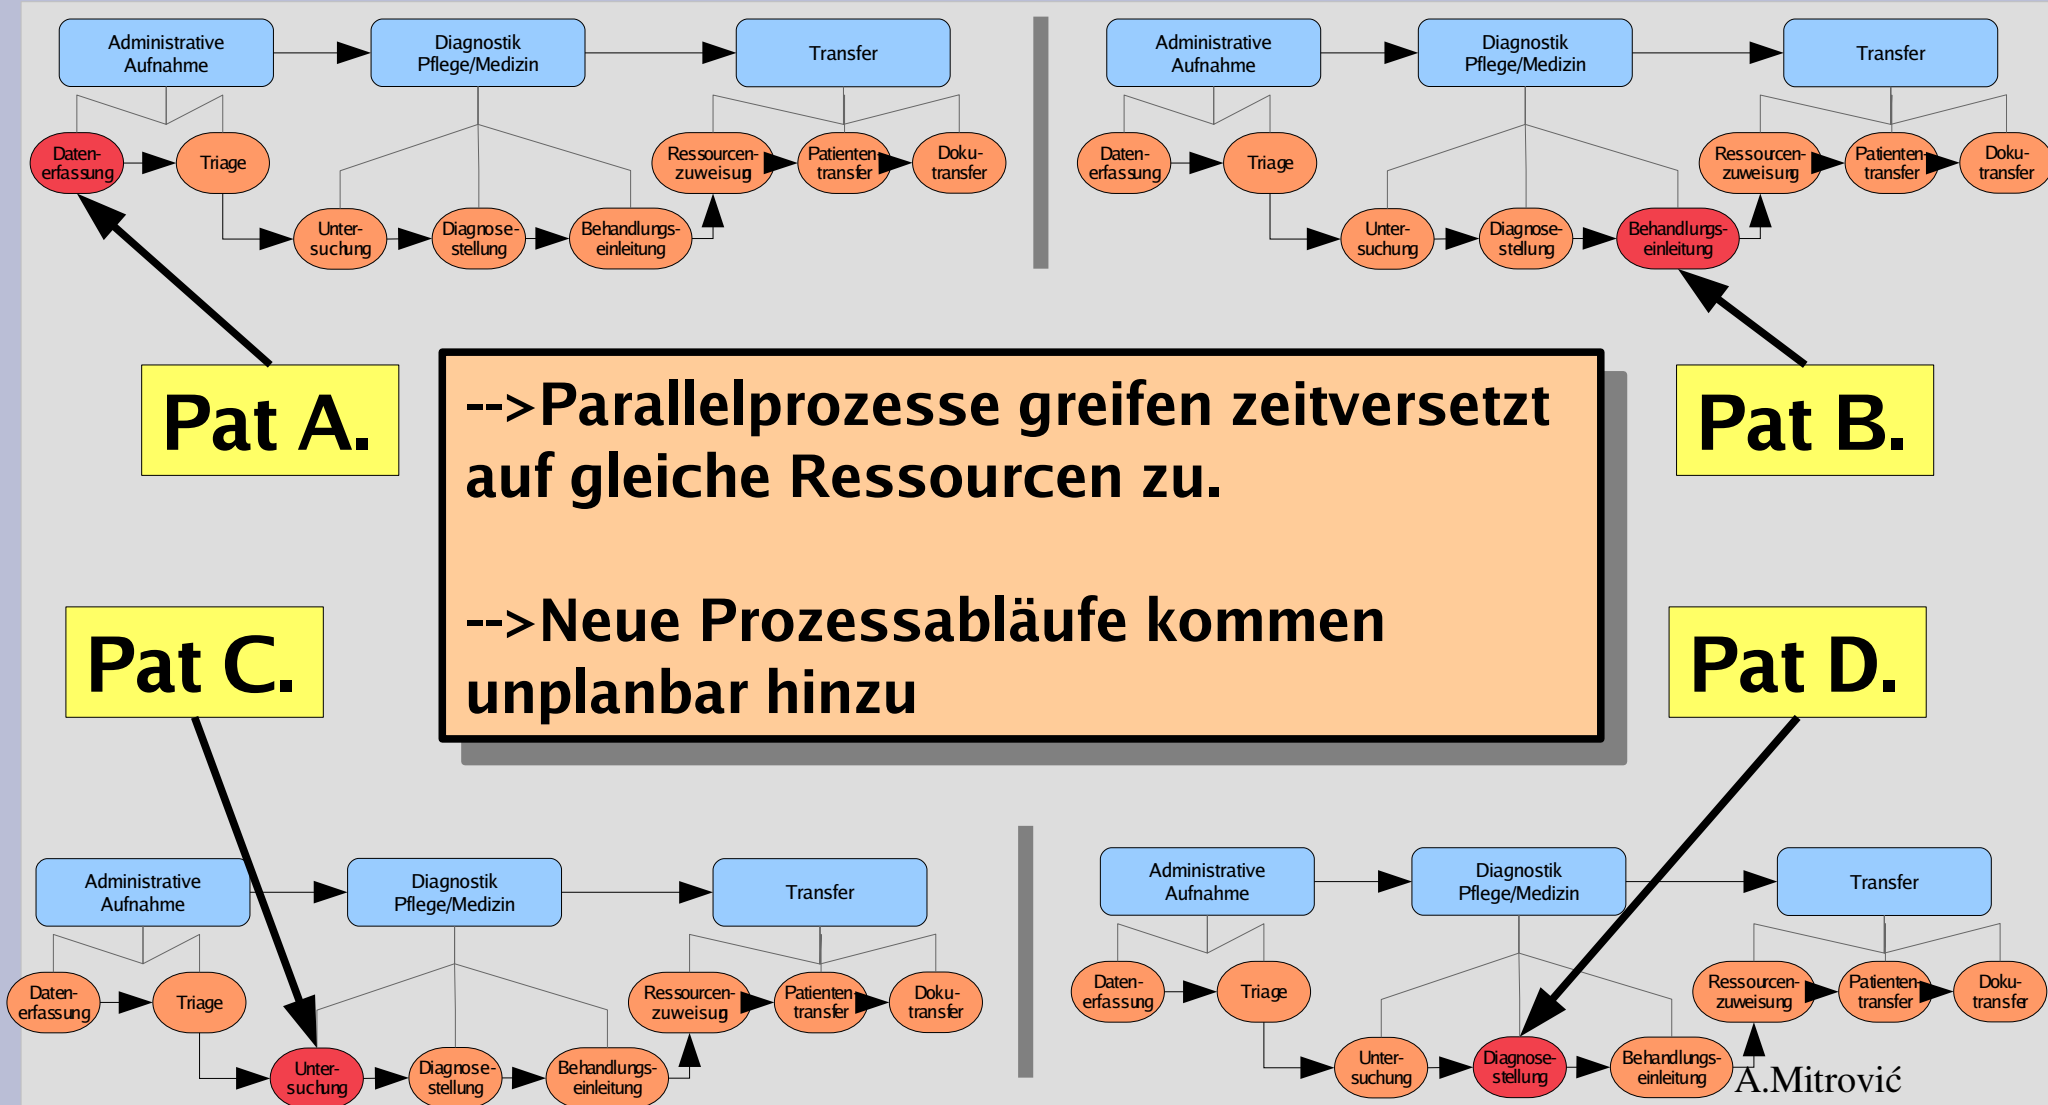 Administrative
Aufnahme
Diagnostik
Pflege/Medizin
Transfer
Daten-
erfassung
Triage
Unter-
suchung
Diagnose-
stellung
Behandlungs-
einleitung
Ressourcen-
zuweisung
Patienten-
transfer
Doku-
transfer
Administrative
Aufnahme
Diagnostik
Pflege/Medizin
Transfer
Daten-
erfassung
Triage
Unter-
suchung
Diagnose-
stellung
Behandlungs-
einleitung
Ressourcen-
zuweisung
Patienten-
transfer
Doku-
transfer
Pat A.
-->Parallelprozesse greifen zeitversetzt
auf gleiche Ressourcen zu.
-->Neue Prozessabläufe kommen
unplanbar hinzu
Pat B.
Pat C.
Pat D.
Administrative
Aufnahme
Diagnostik
Pflege/Medizin
Transfer
Daten-
erfassung
Triage
Unter-
suchung
Diagnose-
stellung
Behandlungs-
einleitung
Ressourcen-
zuweisung
Patienten-
transfer
Doku-
transfer
Administrative
Aufnahme
Diagnostik
Pflege/Medizin
Transfer
Daten-
erfassung
Triage
Unter-
suchung
Diagnose-
stellung
Behandlungs-
einleitung
Ressourcen-
zuweisung
Patienten-
transfer
Doku-
transfer
A.Mitrović